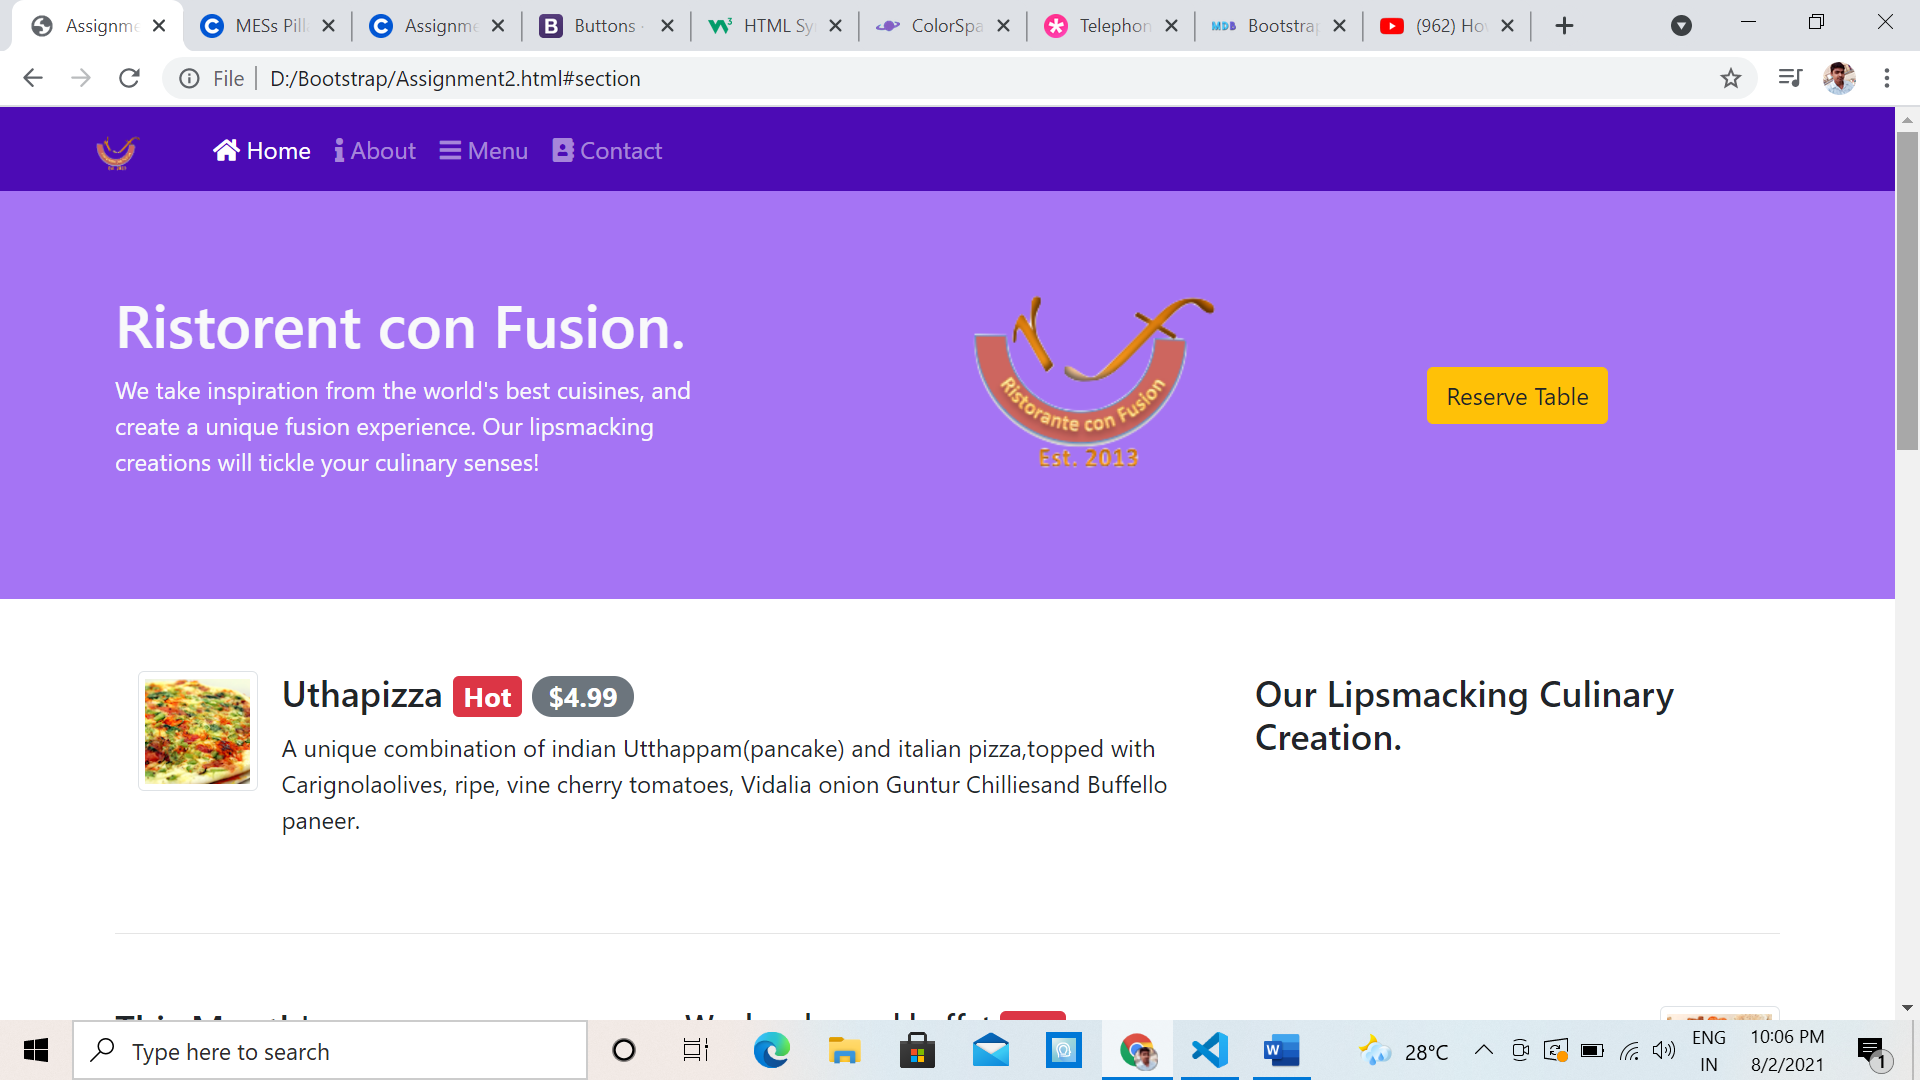 Assignme
MESs Pill
Assignme
Buttons ·
HTML Sy
ColorSpa
Telephon
Bootstrap
(962) Ho
File
D:/Bootstrap/Assignment2.html#section
Home
About
Menu
Contact
Ristorent con Fusion.
We take inspiration from the world's best cuisines, and
create a unique fusion experience. Our lipsmacking
creations will tickle your culinary senses!
Ristorante con Fusion
Est. 2013
Reserve Table
Uthapizza Hot $4.99
A unique combination of indian Utthappam(pancake) and italian pizza,topped with
Carignolaolives, ripe, vine cherry tomatoes, Vidalia onion Guntur Chilliesand Buffello
paneer.
Our Lipsmacking Culinary
Creation.
Type here to search
28°C
ENG
IN
10:06 PM
8/2/2021
1